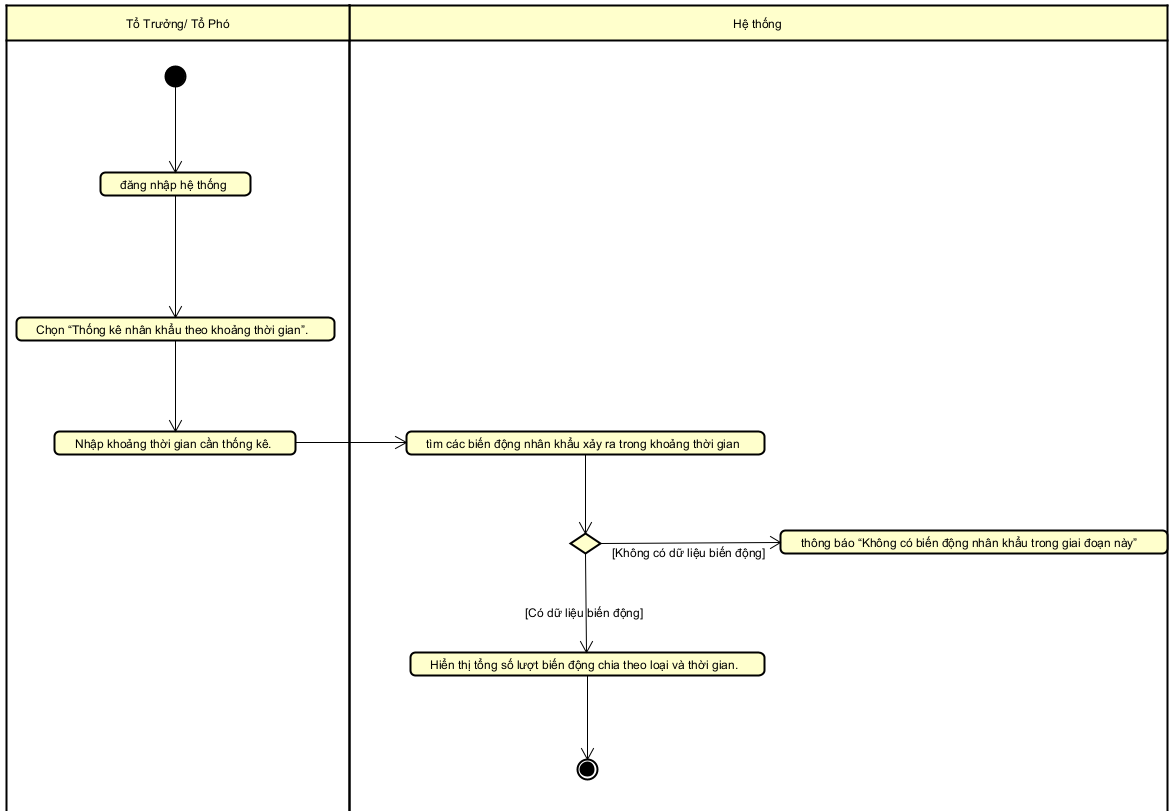 Tổ Trưởng/ Tổ Phó
Hệ thống
đăng nhập hệ thống
Chọn “Thống kê nhân khẩu theo khoảng thời gian”.
Nhập khoảng thời gian cần thống kê.
tìm các biến động nhân khẩu xảy ra trong khoảng thời gian
[Không có dữ liệu biến động]
thông báo “Không có biến động nhân khẩu trong giai đoạn này”
[Có dữ liệu biến động]
Hiển thị tổng số lượt biến động chia theo loại và thời gian.